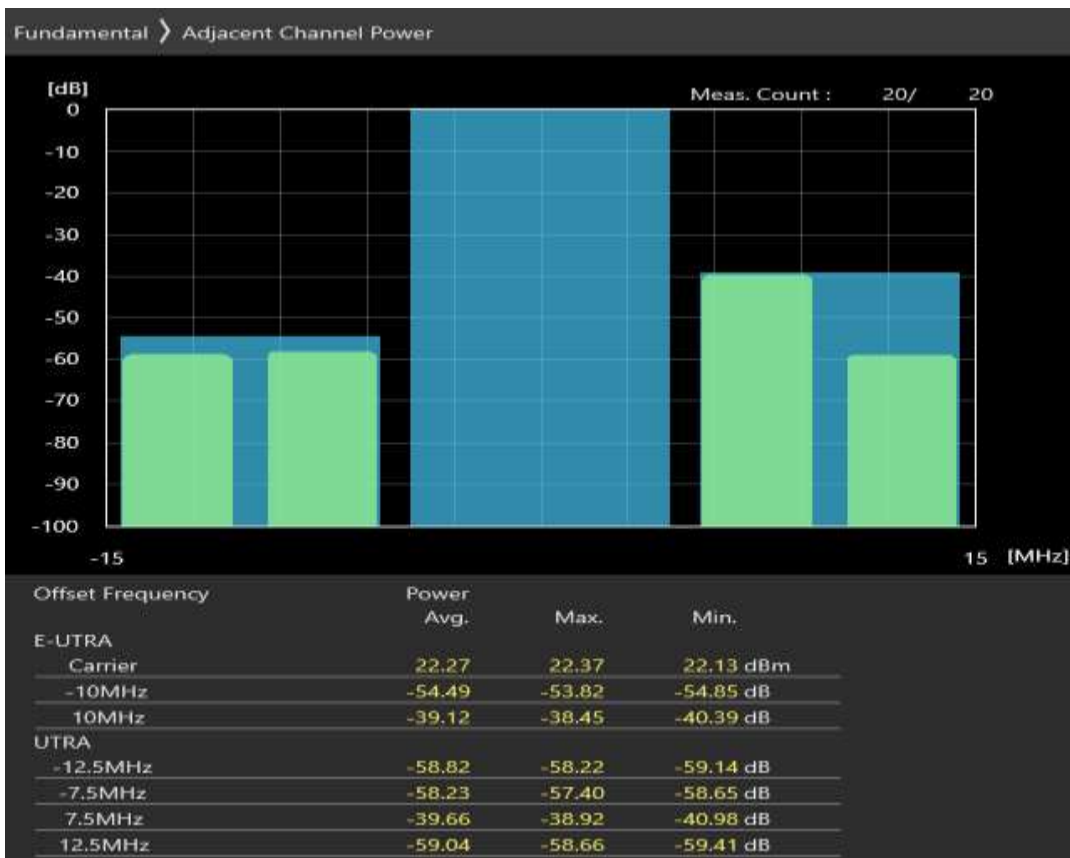 Fundamental ❭ Adjacent Channel Power
[dB]
Meas. Count : 20/ 20
0
-10
-20
-30
-40
-50
-60
-70
-80
-90
-100
-15 15 [MHz]
Offset Frequency Power
Avg. Max. Min.
E-UTRA
Carrier 22.27 22.37 22.13 dBm
-10MHz -54.49 -53.82 -54.85 dB
10MHz -39.12 -38.45 -40.39 dB
UTRA
-12.5MHz -58.82 -58.22 -59.14 dB
-7.5MHz -58.23 -57.40 -58.65 dB
7.5MHz -39.66 -38.92 -40.98 dB
12.5MHz -59.04 -58.66 -59.41 dB